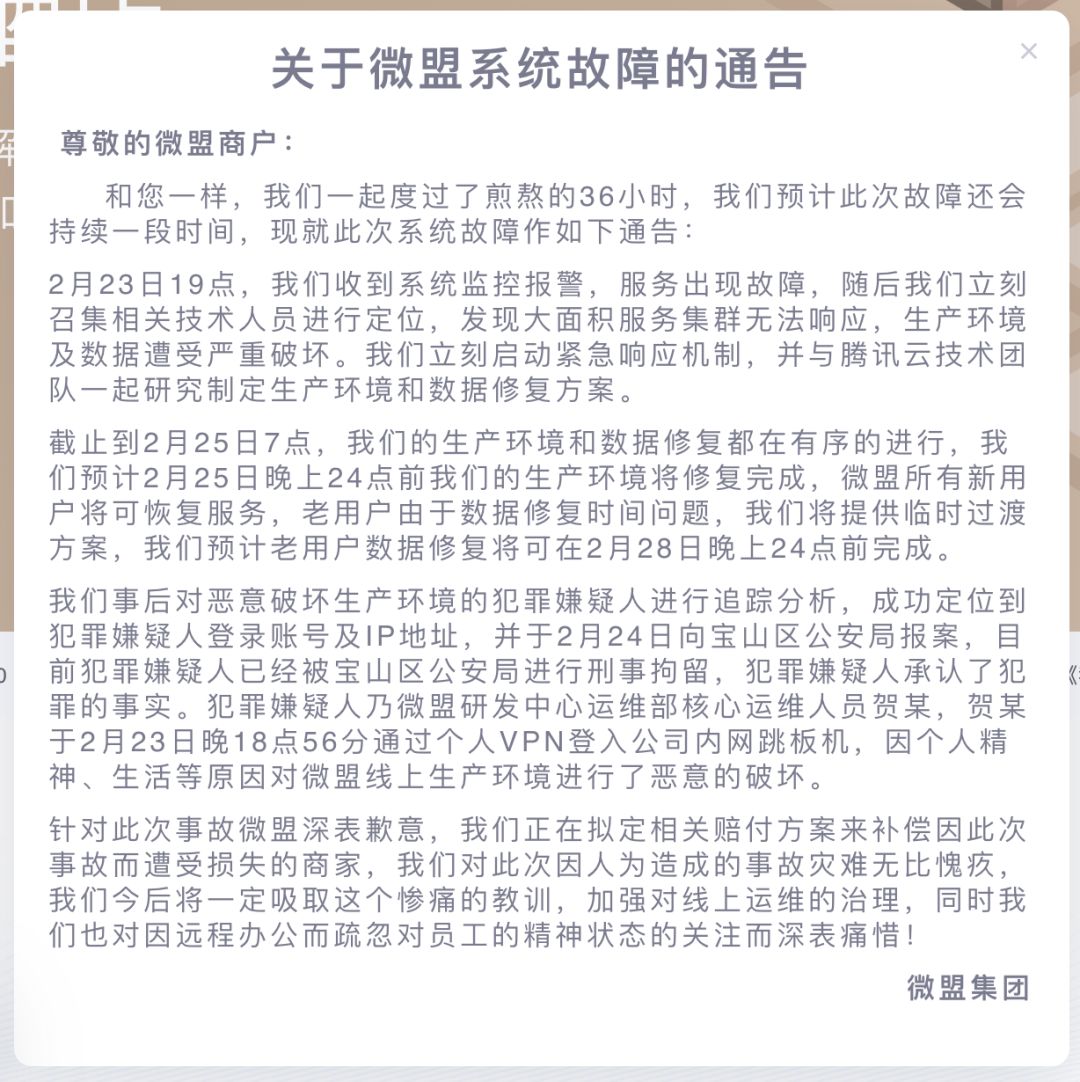 关于微盟系统故障的通告
尊敬的微盟商户：
和您一样，我们一起度过了煎熬的36小时，我们预计此次故障还会
持续一段时间，现就此次系统故障作如下通告：
2月23日19点，我们收到系统监控报警，服务出现故障，随后我们立刻
召集相关技术人员进行定位，发现大面积服务集群无法响应，生产环境
及数据遭受严重破坏。我们立刻启动紧急响应机制，并与腾讯云技术团
队一起研究制定生产环境和数据修复方案。
截止到2月25日7点，我们的生产环境和数据修复都在有序的进行，我
们预计2月25日晚上24点前我们的生产环境将修复完成，微盟所有新用
户将可恢复服务，老用户由于数据修复时间问题，我们将提供临时过渡
方案，我们预计老用户数据修复将可在2月28日晚上24点前完成。
我们事后对恶意破坏生产环境的犯罪嫌疑人进行追踪分析，成功定位到
犯罪嫌疑人登录账号及IP地址，并于2月24日向宝山区公安局报案，目
前犯罪嫌疑人已经被宝山区公安局进行刑事拘留，犯罪嫌疑人承认了犯
罪的事实。犯罪嫌疑人乃微盟研发中心运维部核心运维人员贺某，贺某
于2月23日晚18点56分通过个人VPN登入公司内网跳板机，因个人精
神、生活等原因对微盟线上生产环境进行了恶意的破坏。
针对此次事故微盟深表歉意，我们正在拟定相关赔付方案来补偿因此次
事故而遭受损失的商家，我们对此次因人为造成的事故灾难无比愧疚，
我们今后将一定吸取这个惨痛的教训，加强对线上运维的治理，同时我
们也对因远程办公而疏忽对员工的精神状态的关注而深表痛惜！
微盟集团